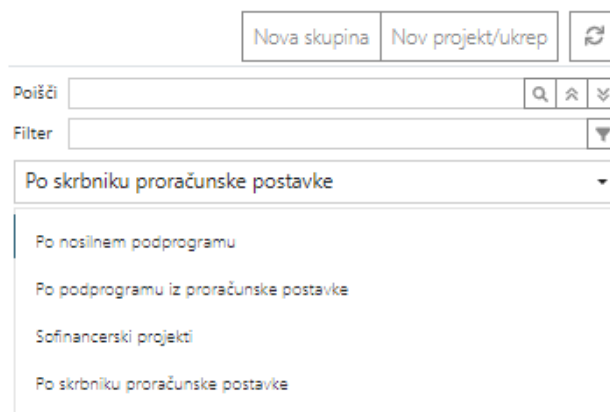 Nova skupina Nov projekt/ukrep
Poišči
Filter
Po skrbniku proračunske postavke
Po nosilnem podprogramu
Po podprogramu iz proračunske postavke
Sofinancerski projekti
Po skrbniku proračunske postavke